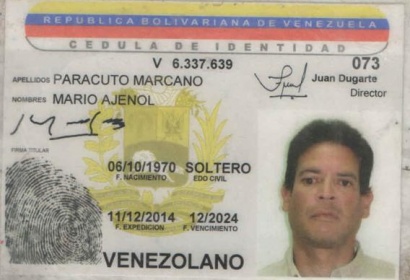 REPUBLICA BOLIVARIANA DE VENEZUELA
CEDULA DE IDENTIDAD
V 6.337.639
073
APELLIDOS PARACUTO MARCANO
Juan Dugarte
Director
NOMBRES MARIO AJENOL
FIRMA TITULAR
06/10/1970 SOLTERO
F. NACIMIENTO EDO CIVIL
11/12/2014 12/2024
F. EXPEDICION F. VENCIMIENTO
VENEZOLANO